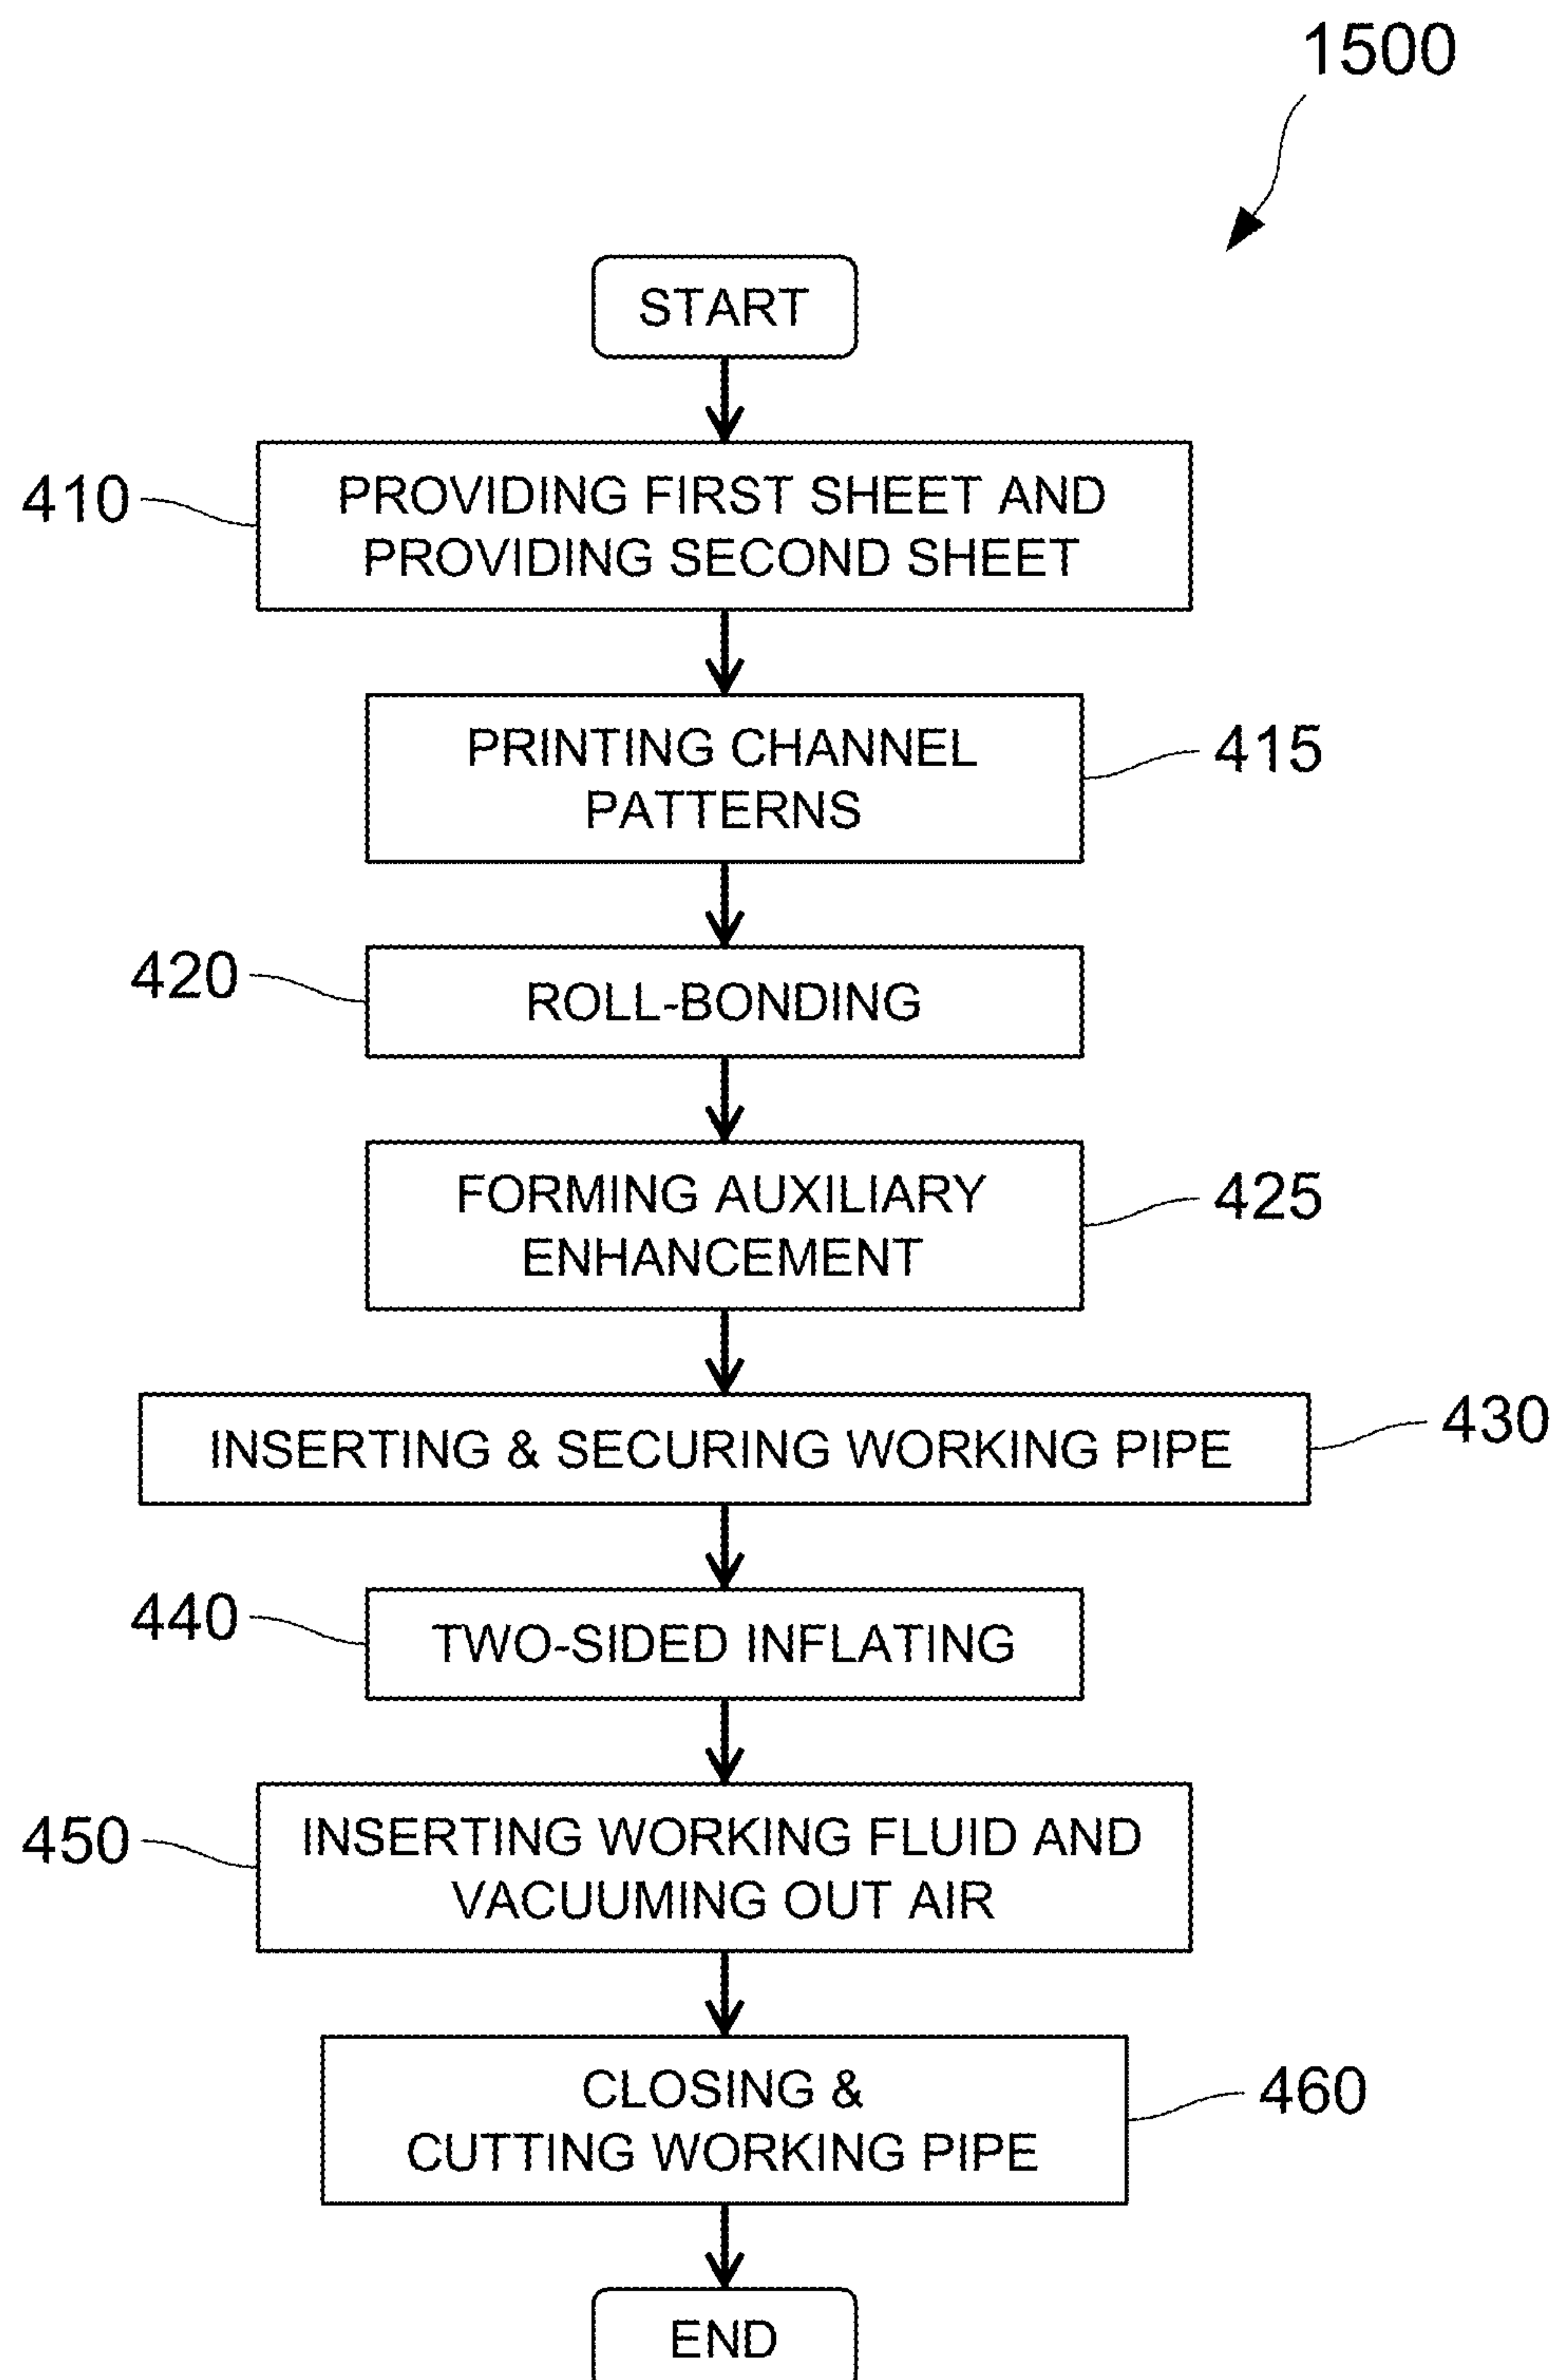 1500
START
410
PROVIDING FIRST SHEET AND
PROVIDING SECOND SHEET
PRINTING CHANNEL
PATTERNS
415
420
ROLL-BONDING
FORMING AUXILIARY
ENHANCEMENT
425
INSERTING & SECURING WORKING PIPE
430
440
TWO-SIDED INFLATING
450
INSERTING WORKING FLUID AND
VACUUMING OUT AIR
CLOSING &
CUTTING WORKING PIPE
460
END